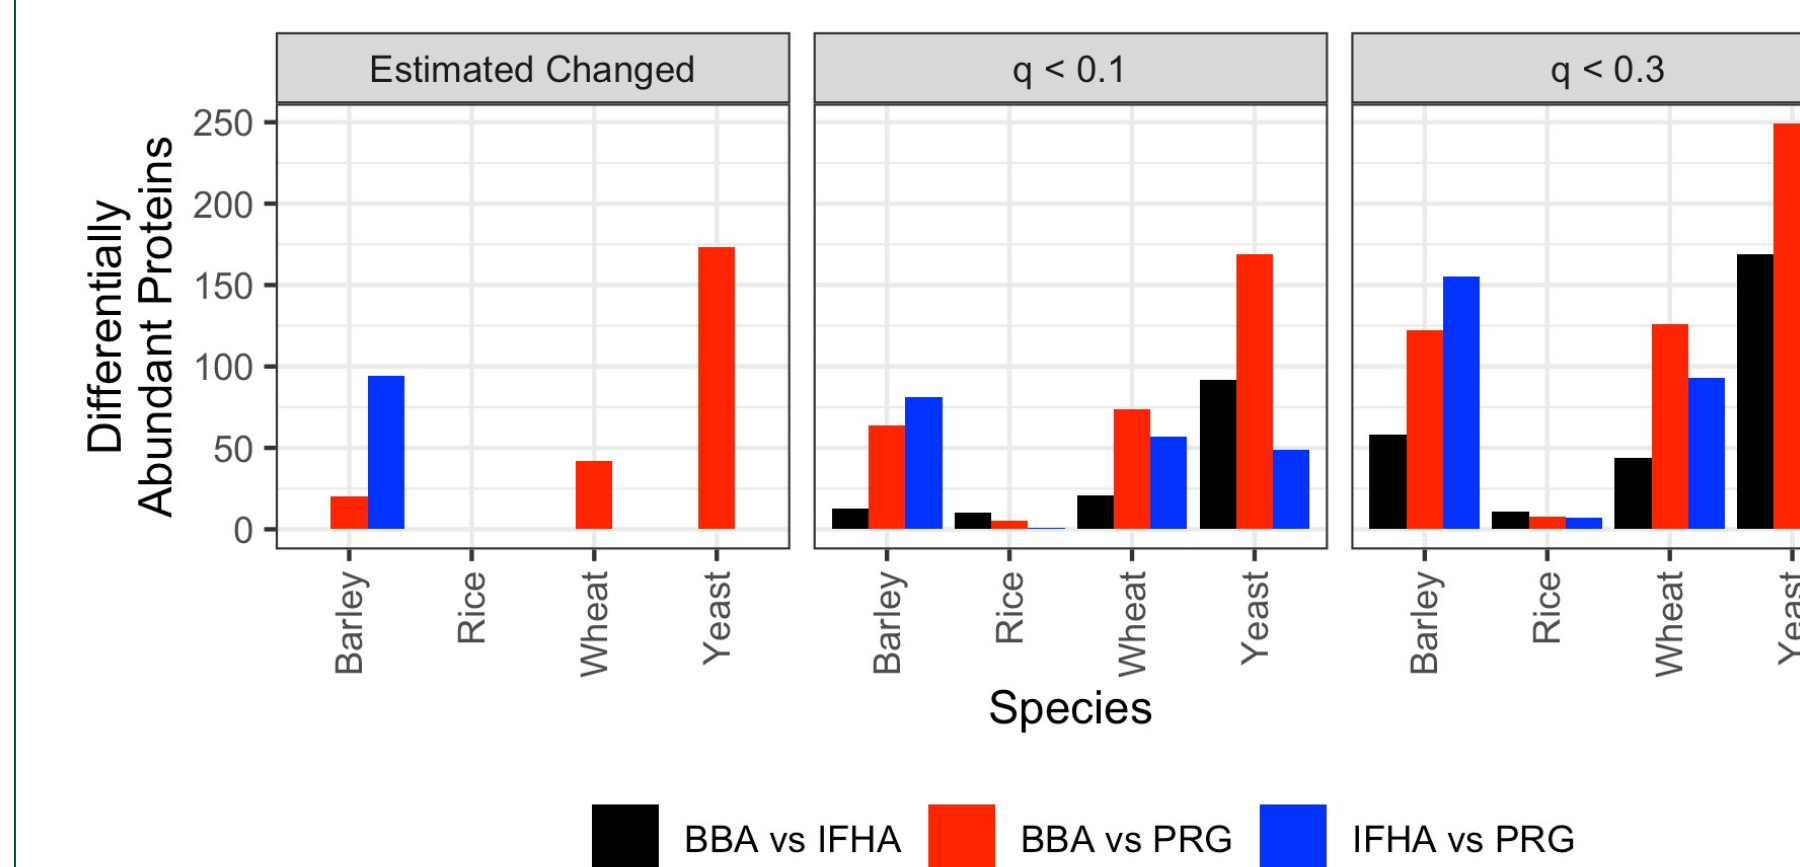 Estimated Changed
q < 0.1
q < 0.3
Differentially
Abundant Proteins
250
200
150
100
50
0
Barley
Rice
Wheat
Yeast
Barley
Rice
Wheat
Yeast
Barley
Rice
Wheat
Yeast
Species
BBA vs IFHA
BBA vs PRG
IFHA vs PRG